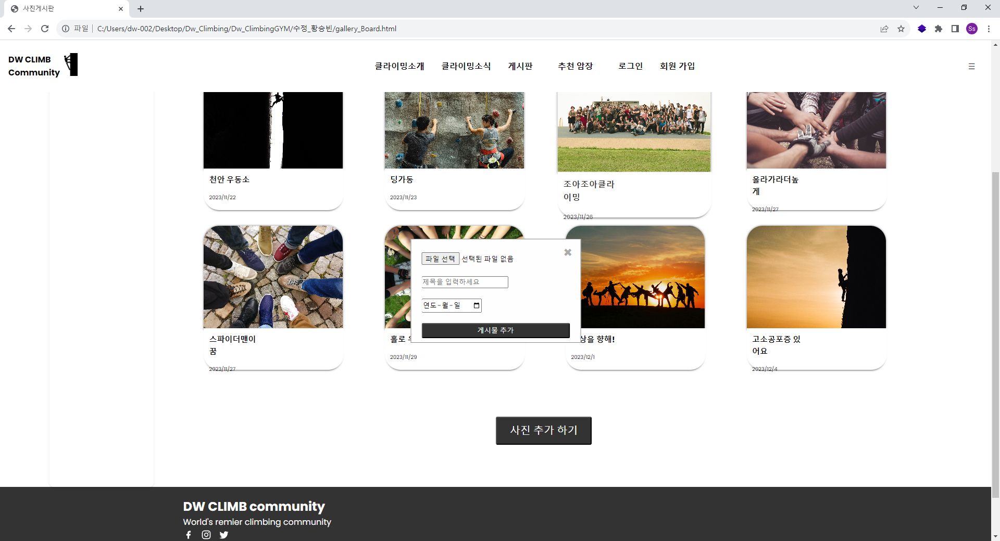 사진게시판
파일
C:/Users/dw-002/Desktop/Dw_Climbing/Dw_ClimbingGYM/수정_황승빈/gallery_Board.html
Ss
DW CLIMB
Community
클라이밍소개 클라이밍소식 게시판 추천 암장 로그인 회원 가입
천안 우동소
2023/11/22
딩가동
2023/11/23
조아조아클라
이밍
2023/11/26
올라가라더높
게
2023/11/27
파일 선택 선택된 파일 없음
제목을 입력하세요
연도-월-일
게시물 추가
스파이더맨이
꿈
2023/11/27
홀로
2023/11/29
상을 향해!
2023/12/1
고소공포증 있
어요
2023/12/4
사진 추가 하기
DW CLIMB community
World's remier climbing community